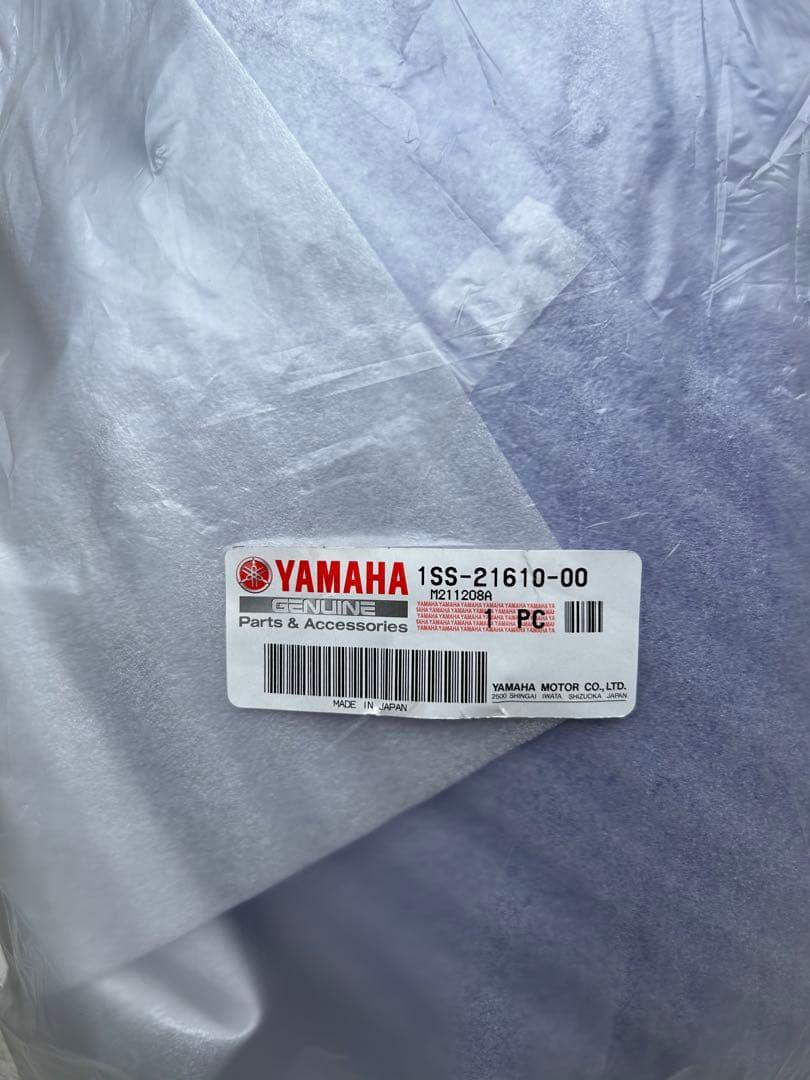 YAMAHA 1SS-21610-00
GENUINE M211208A
Parts & Accessories 1 PC
YAMAHAYAMAHAYAMAHAYAMAHAYAMAHAYAMAHAYA
YAMAHA MOTOR CO.,LTD.
2500 SHINGAI IWATA SHIZUOKA JAPAN
MADE IN JAPAN